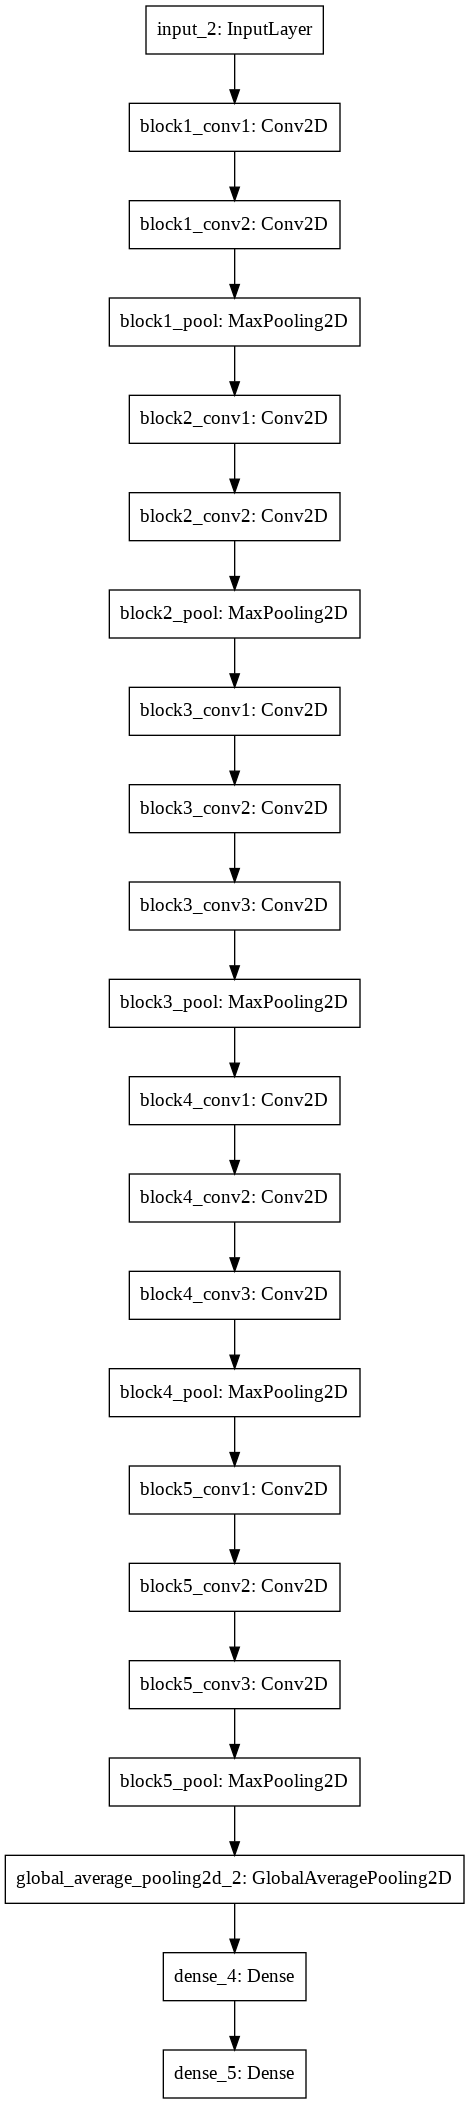 input_2: InputLayer
block1_conv1: Conv2D
block1_conv2: Conv2D
block1_pool: MaxPooling2D
block2_conv1: Conv2D
block2_conv2: Conv2D
block2_pool: MaxPooling2D
block3_conv1: Conv2D
block3_conv2: Conv2D
block3_conv3: Conv2D
block3_pool: MaxPooling2D
block4_conv1: Conv2D
block4_conv2: Conv2D
block4_conv3: Conv2D
block4_pool: MaxPooling2D
block5_conv1: Conv2D
block5_conv2: Conv2D
block5_conv3: Conv2D
block5_pool: MaxPooling2D
global_average_pooling2d_2: GlobalAveragePooling2D
dense_4: Dense
dense_5: Dense